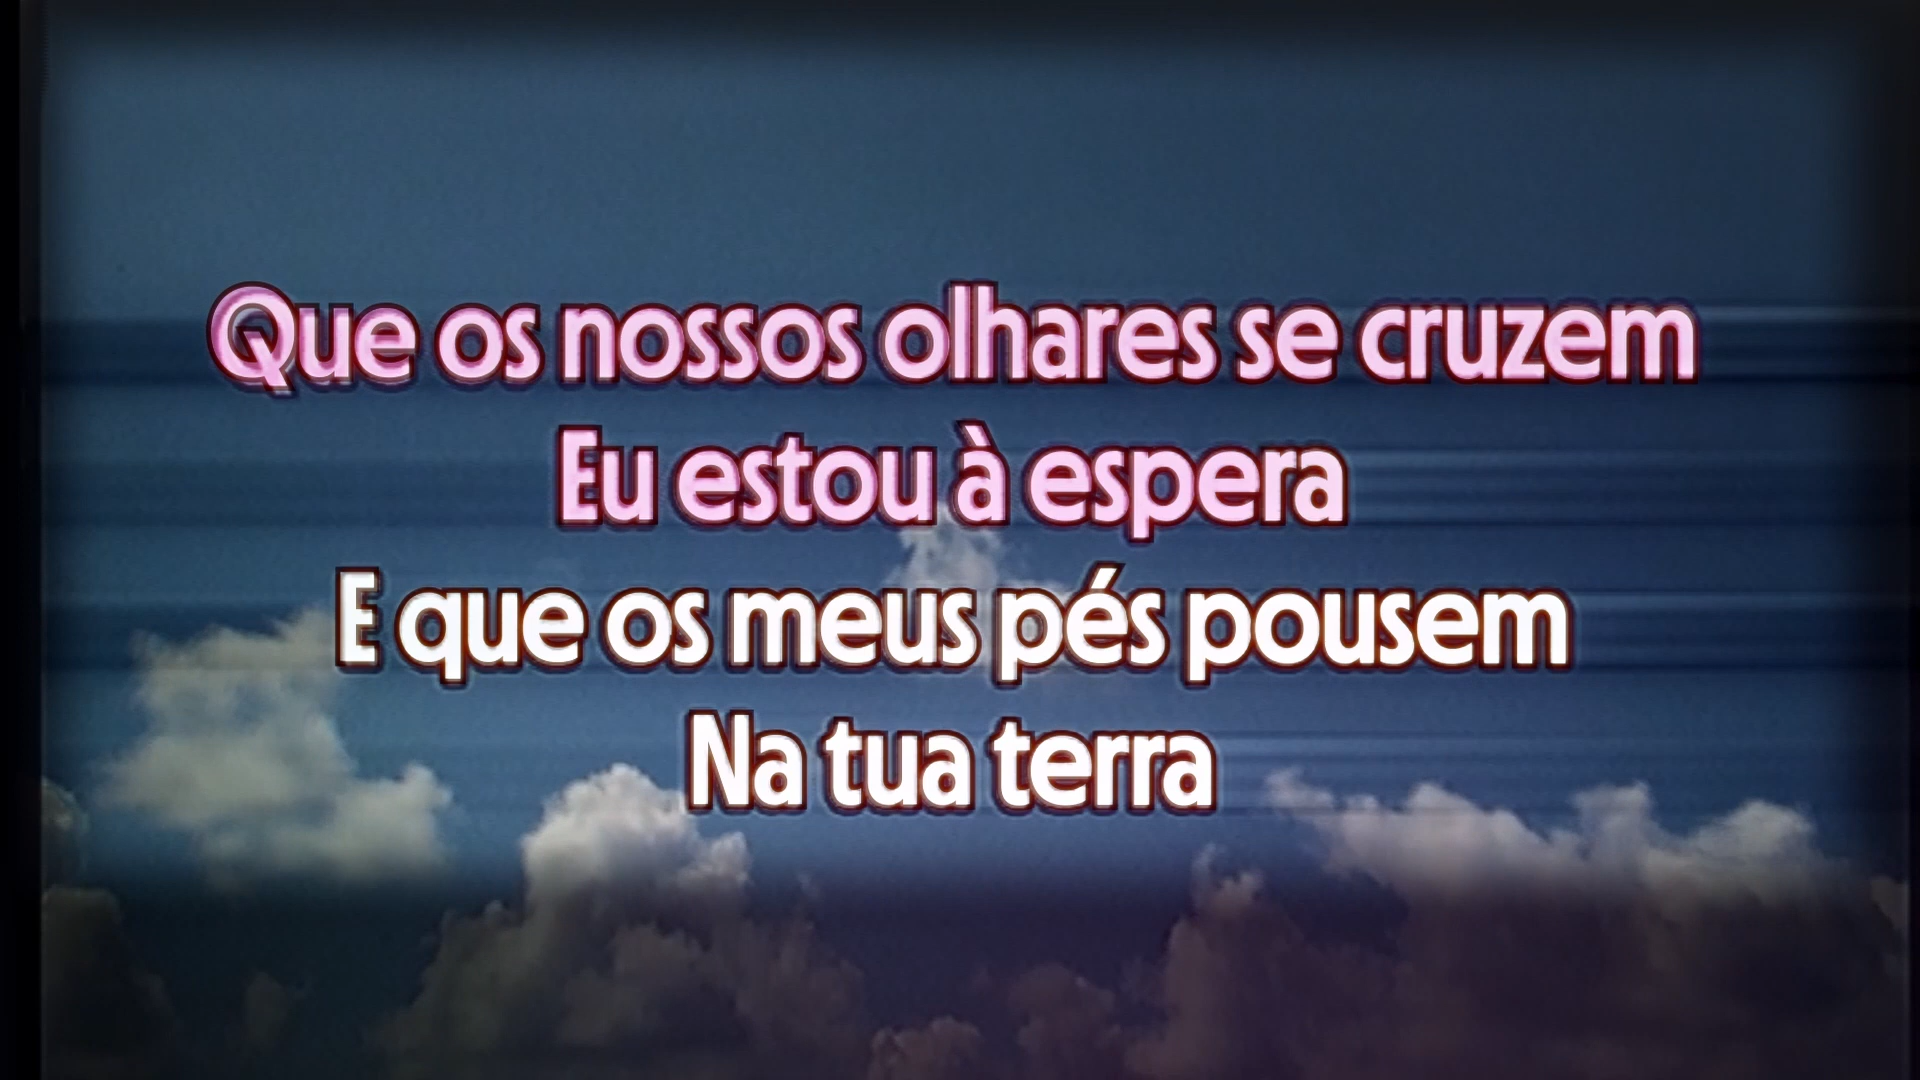 Que os nossos olhares se cruzem
Eu estou à espera
E que os meus pés pousem
Na tua terra